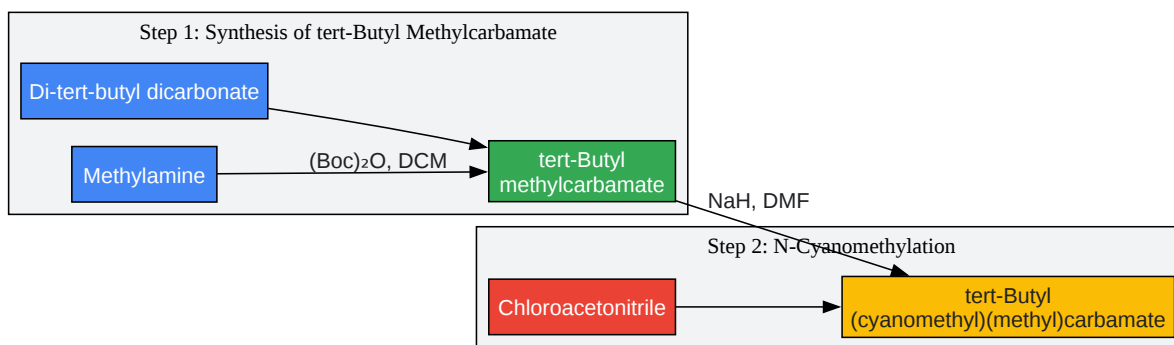 Step 1: Synthesis of tert-Butyl Methylcarbamate
Di-tert-butyl dicarbonate
Methylamine
(Boc)₂O, DCM
tert-Butyl
methylcarbamate
NaH, DMF
Step 2: N-Cyanomethylation
Chloroacetonitrile
tert-Butyl
(cyanomethyl)(methyl)carbamate